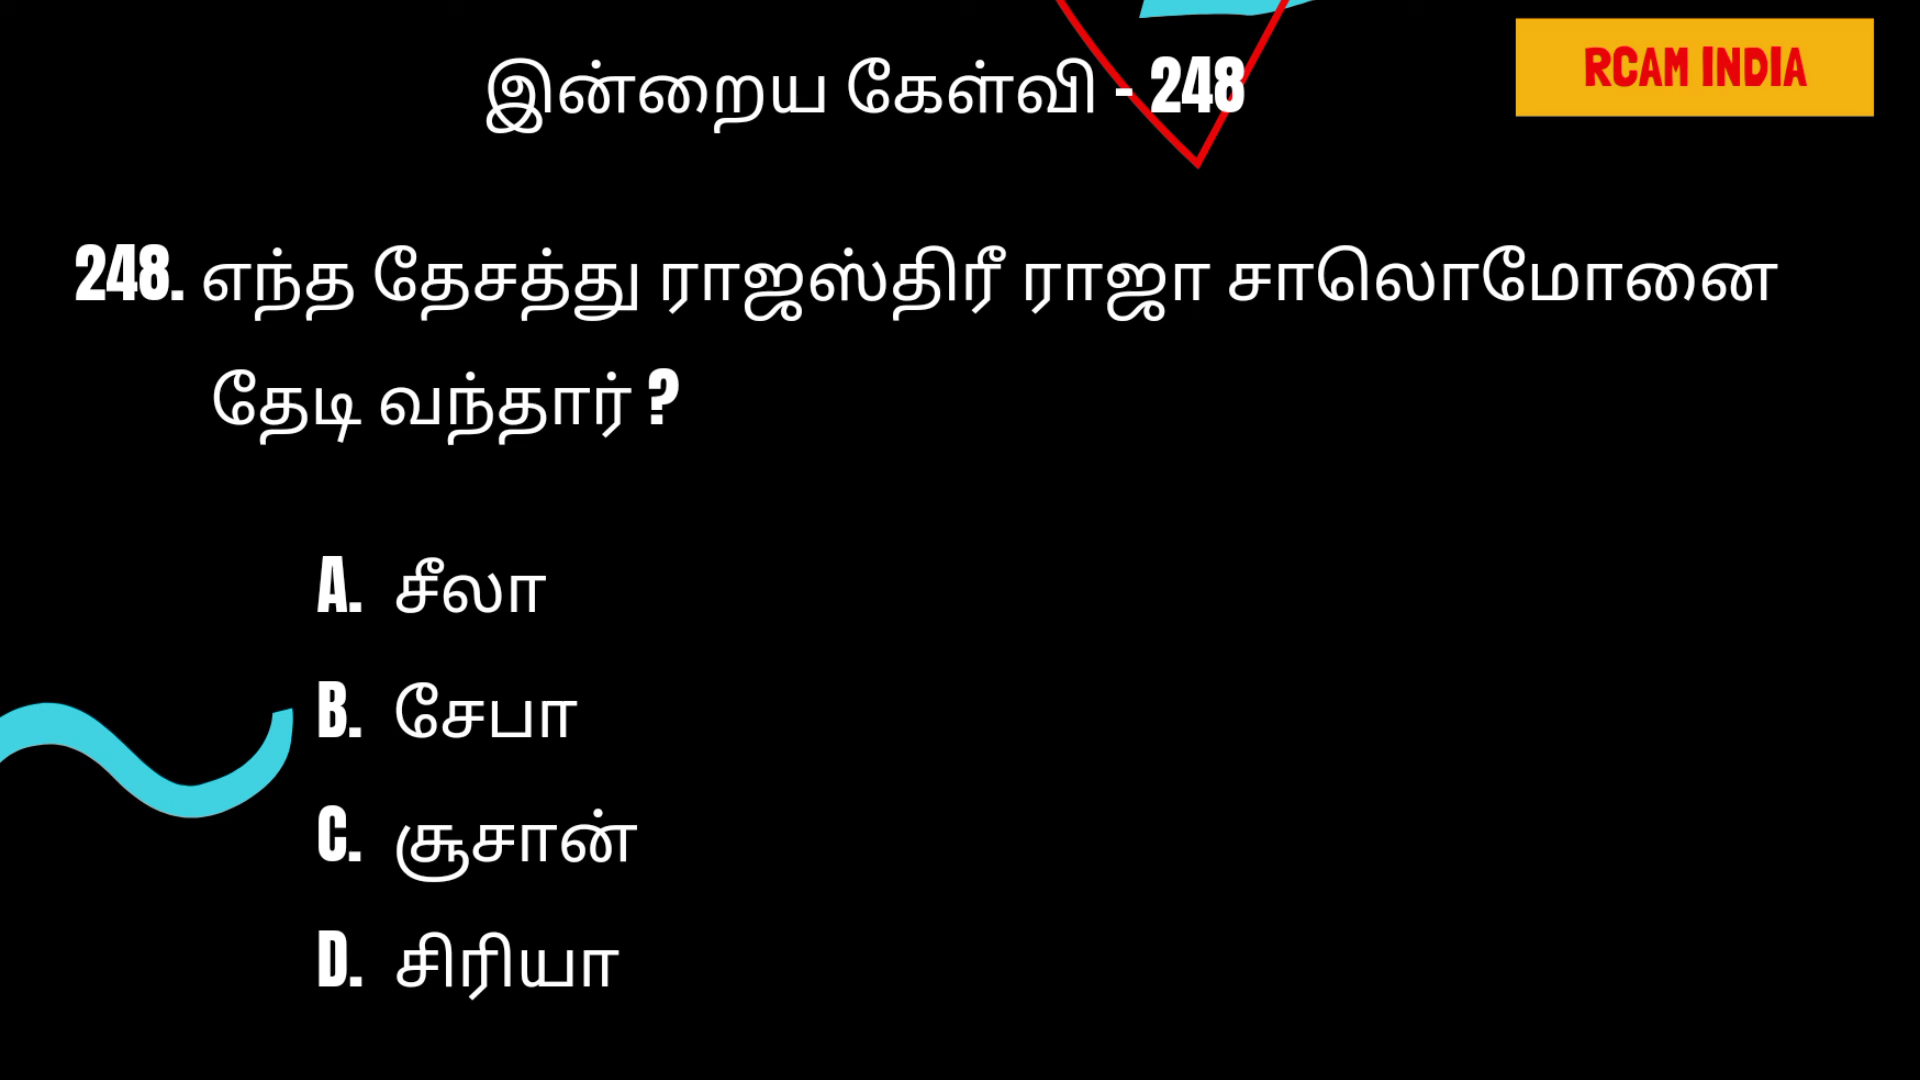 இன்றைய கேள்வி - 248
RCAM INDIA
248. எந்த தேசத்து ராஜஸ்திரீ ராஜா சாலொமோனை
தேடி வந்தார் ?
A. சீலா
B. சேபா
C. சூசான்
D. சிரியா